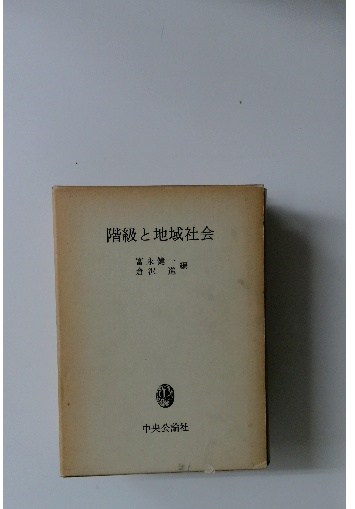 階級と地域社会
富永健一
倉沢進 編
中央公論社